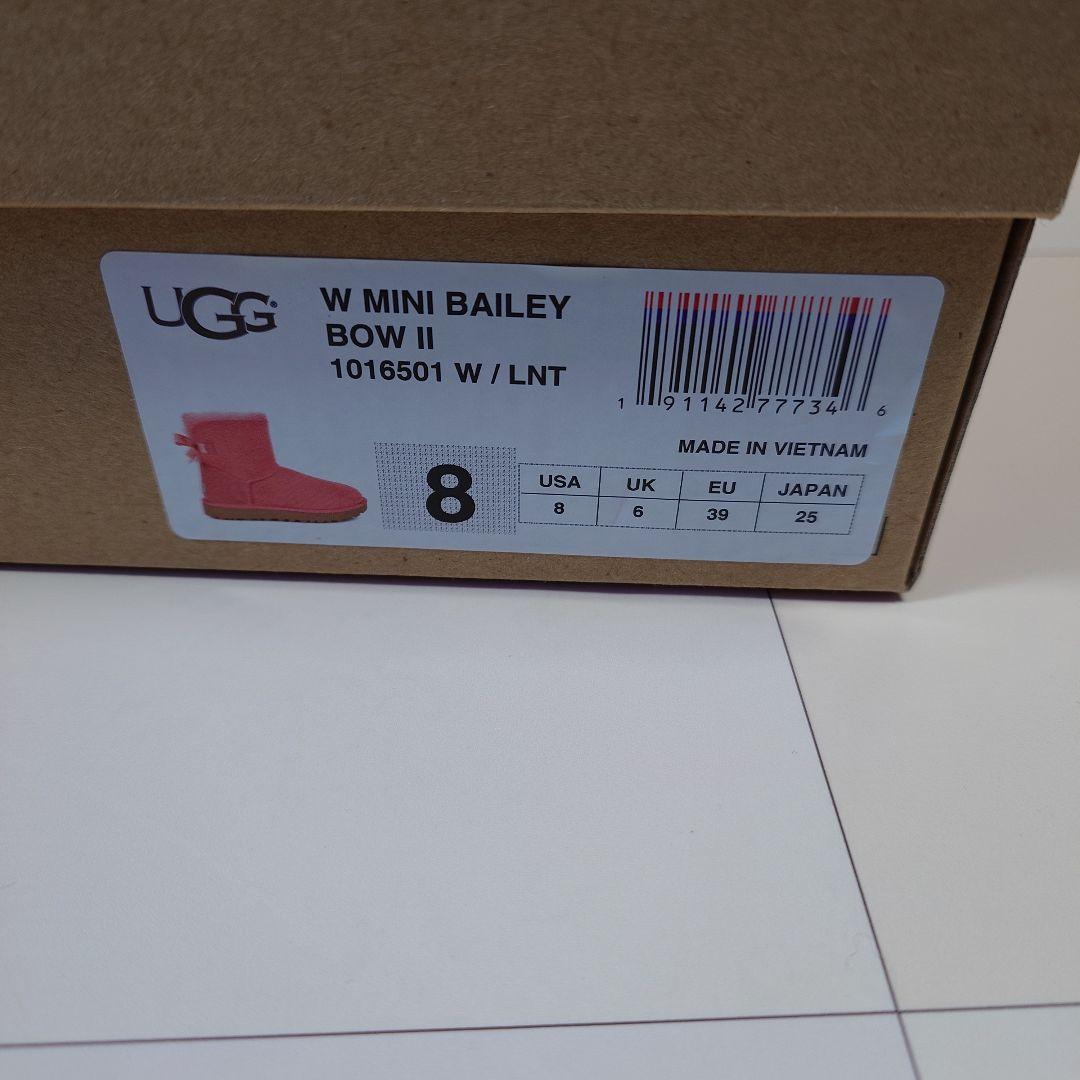 UGG®
W MINI BAILEY
BOW II
1016501 W / LNT
1 91142 77734 6
MADE IN VIETNAM
8
USA UK EU JAPAN
8 6 39 25